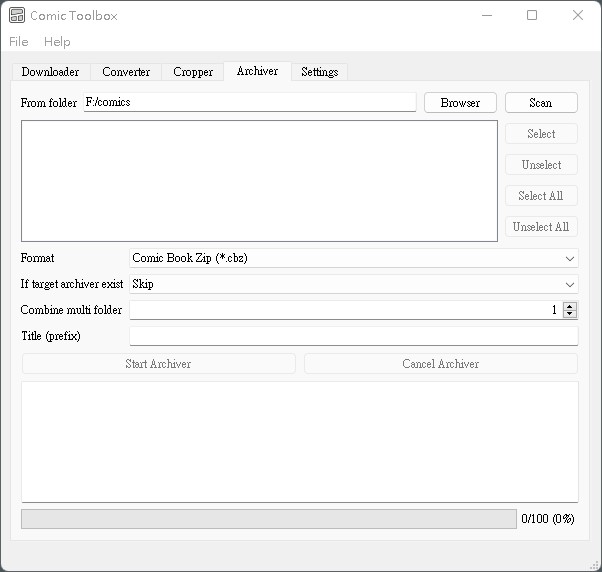 Comic Toolbox
File Help
Downloader Converter Cropper Archiver Settings
From folder F:/comics Browser Scan
Select
Unselect
Select All
Unselect All
Format Comic Book Zip (*.cbz)
If target archiver exist Skip
Combine multi folder 1
Title (prefix)
Start Archiver Cancel Archiver
0/100 (0%)